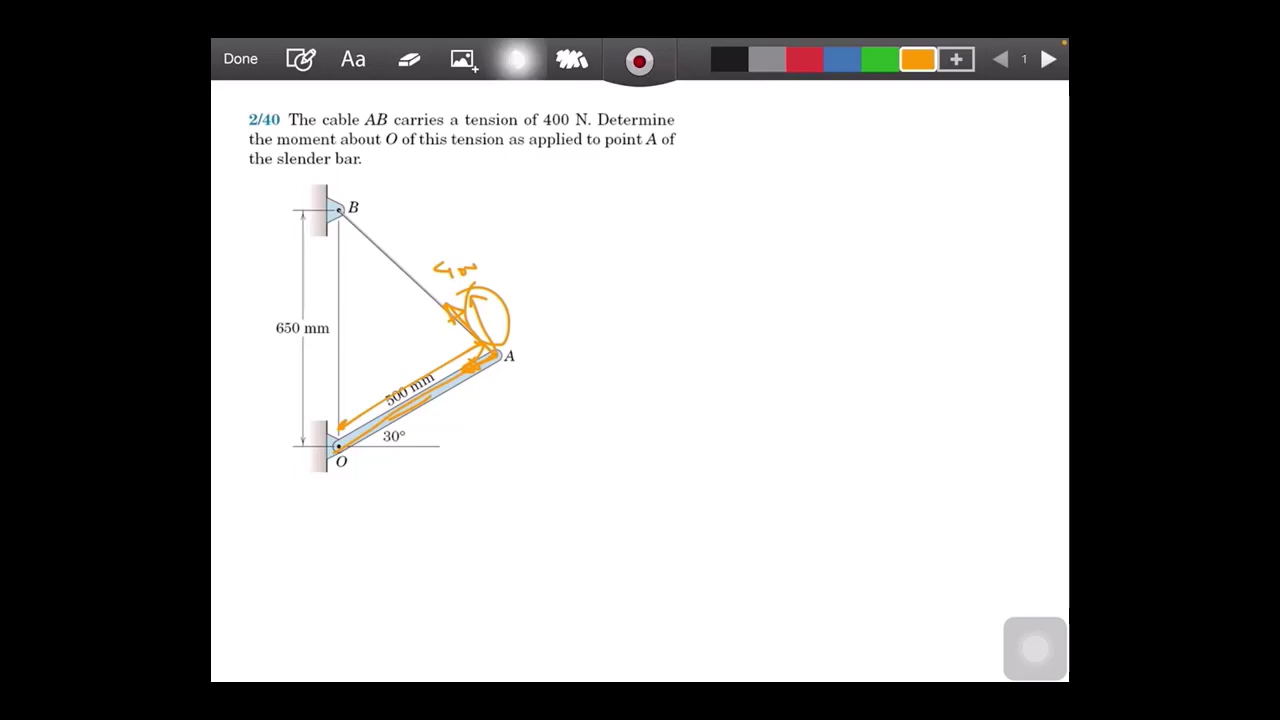 Done Aa 1
2/40 The cable AB carries a tension of 400 N. Determine
the moment about O of this tension as applied to point A of
the slender bar.
B
650 mm
A
500 mm
30°
O